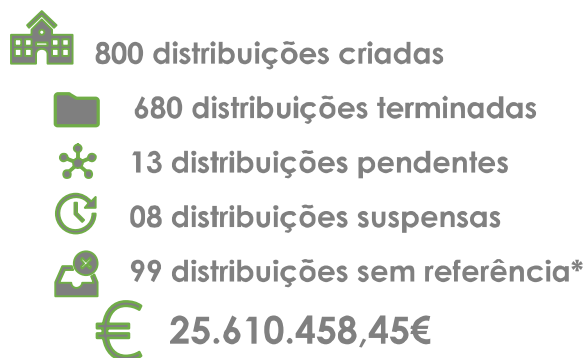 800 distribuições criadas
680 distribuições terminadas
13 distribuições pendentes
08 distribuições suspensas
99 distribuições sem referência*
€ 25.610.458,45€